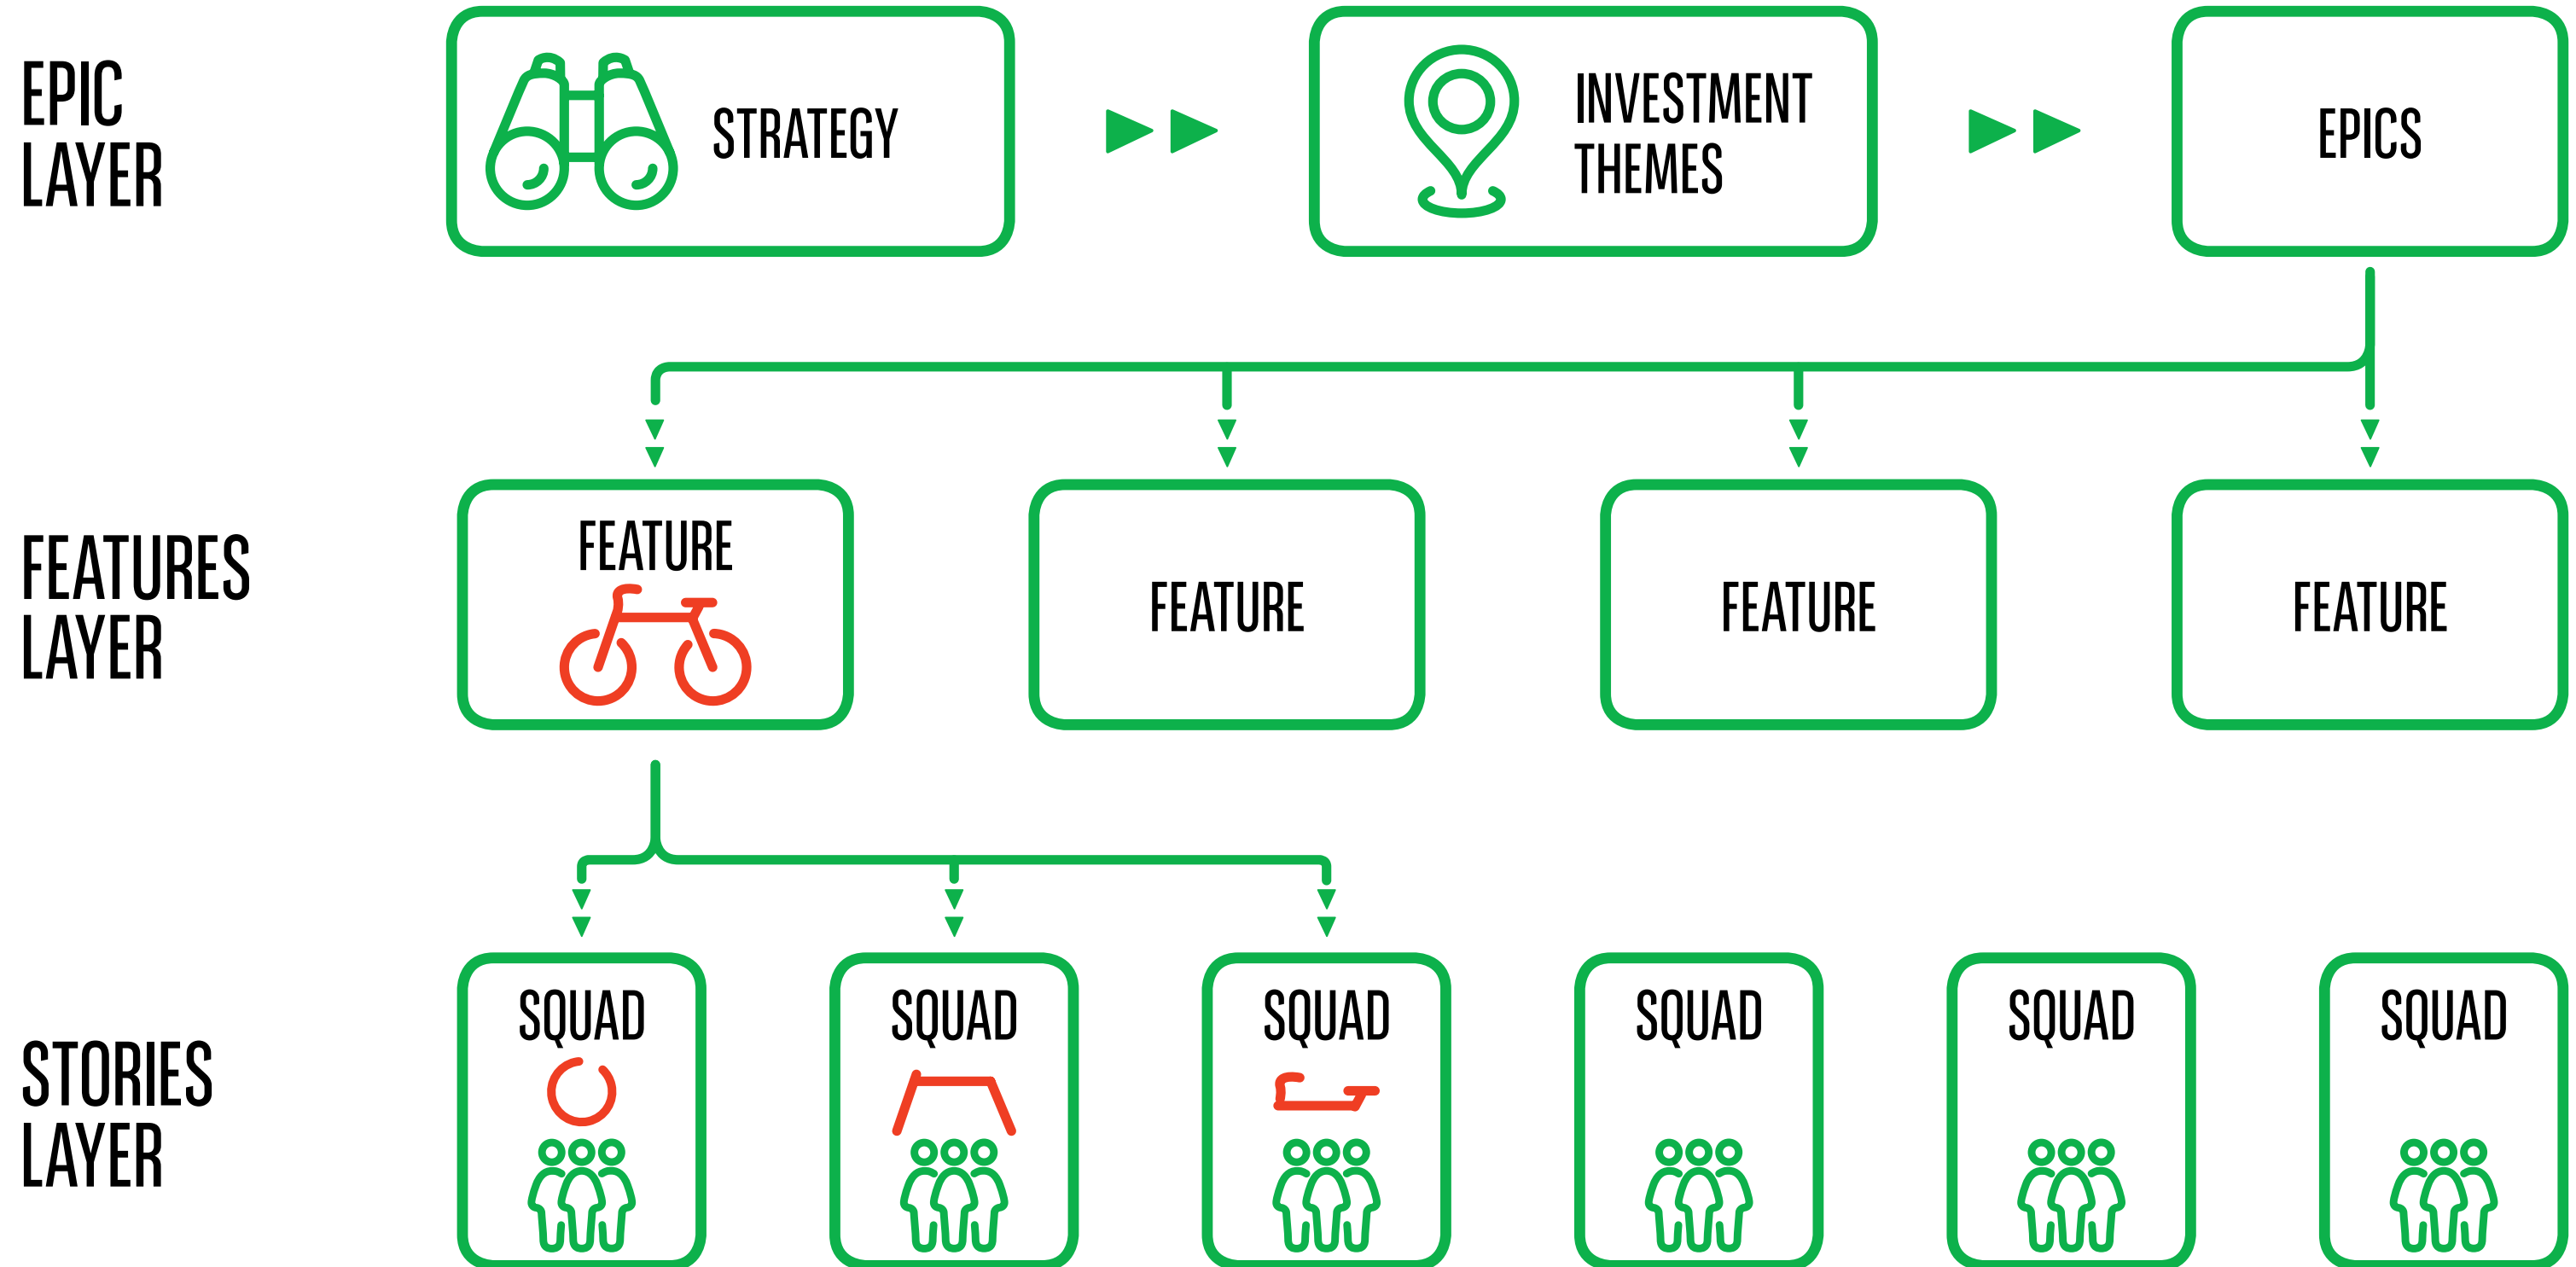 EPIC
LAYER
STRATEGY
INVESTMENT
THEMES
EPICS
FEATURES
LAYER
FEATURE
FEATURE
FEATURE
FEATURE
STORIES
LAYER
SQUAD
SQUAD
SQUAD
SQUAD
SQUAD
SQUAD